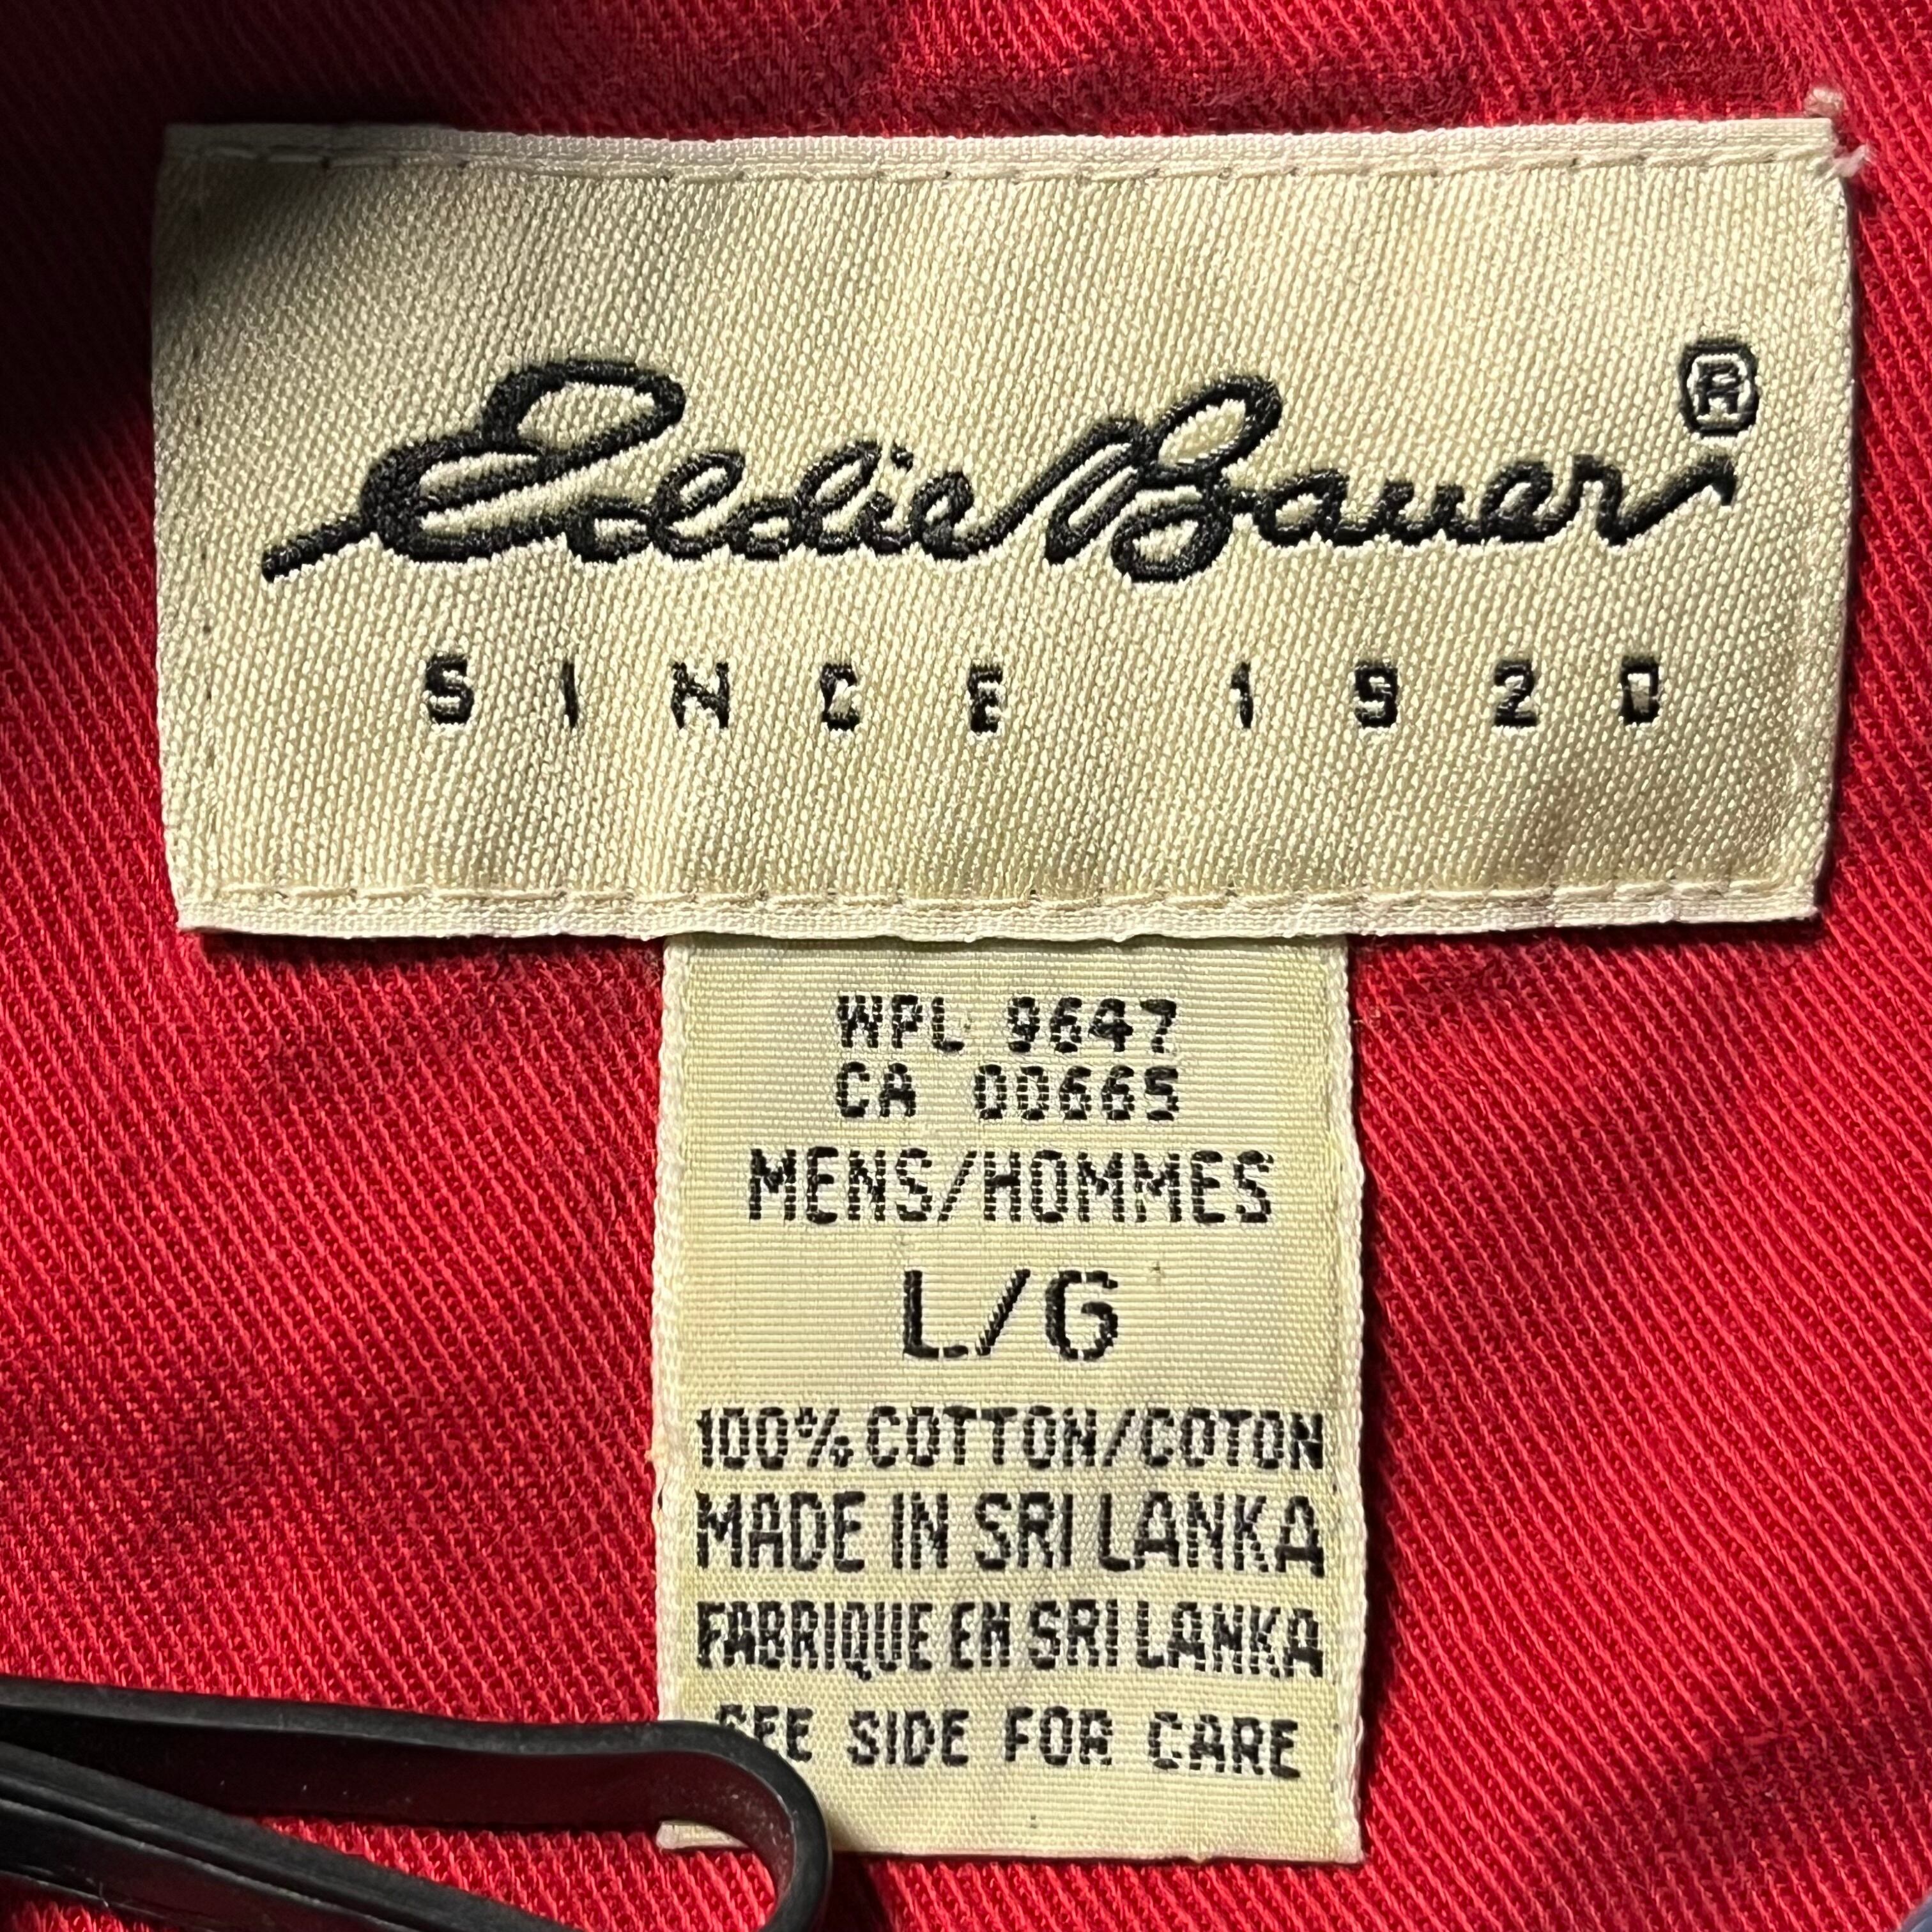 Eddie Bauer®
SINCE 1920
WPL 9647
CA 00665
MENS/HOMMES
L/G
100% COTTON/COTON
MADE IN SRI LANKA
FABRIQUE EN SRI LANKA
SEE SIDE FOR CARE